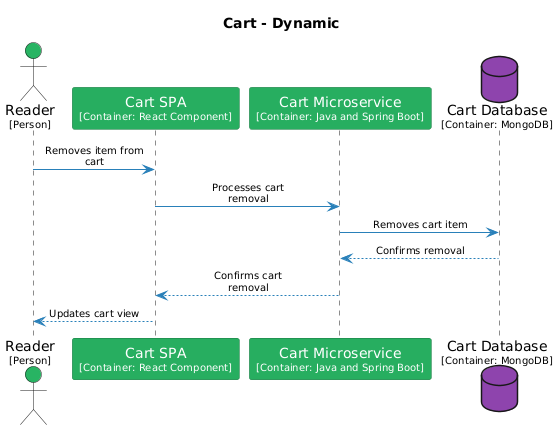 Cart - Dynamic
Reader
[Person]
Cart SPA
[Container: React Component]
Cart Microservice
[Container: Java and Spring Boot]
Cart Database
[Container: MongoDB]
Removes item from
cart
Processes cart
removal
Removes cart item
Confirms removal
Confirms cart
removal
Updates cart view
Reader
[Person]
Cart SPA
[Container: React Component]
Cart Microservice
[Container: Java and Spring Boot]
Cart Database
[Container: MongoDB]